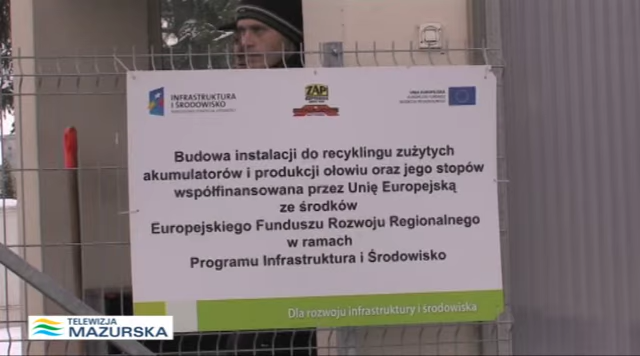 INFRASTRUKTURA
I ŚRODOWISKO
ZAP
UNIA EUROPEJSKA
Budowa instalacji do recyklingu zużytych
akumulatorów i produkcji ołowiu oraz jego stopów
współfinansowana przez Unię Europejską
ze środków
Europejskiego Funduszu Rozwoju Regionalnego
w ramach
Programu Infrastruktura i Środowisko
Dla rozwoju infrastruktury i środowiska
TELEWIZJA
MAZURSKA